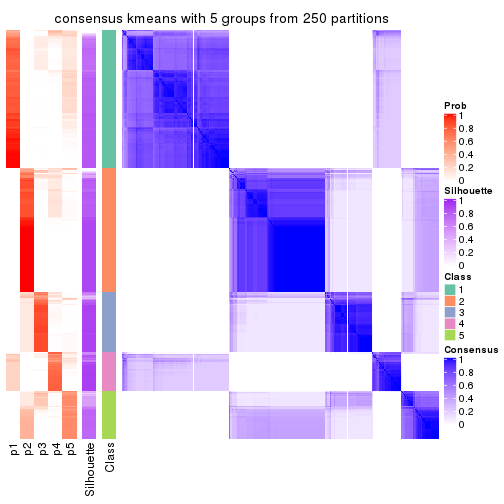 consensus kmeans with 5 groups from 250 partitions
Prob
1
0.8
0.6
0.4
0.2
0
Silhouette
1
0.8
0.6
0.4
0.2
0
Class
1
2
3
4
5
Consensus
1
0.8
0.6
0.4
0.2
0
p1
p2
p3
p4
p5
Silhouette
Class